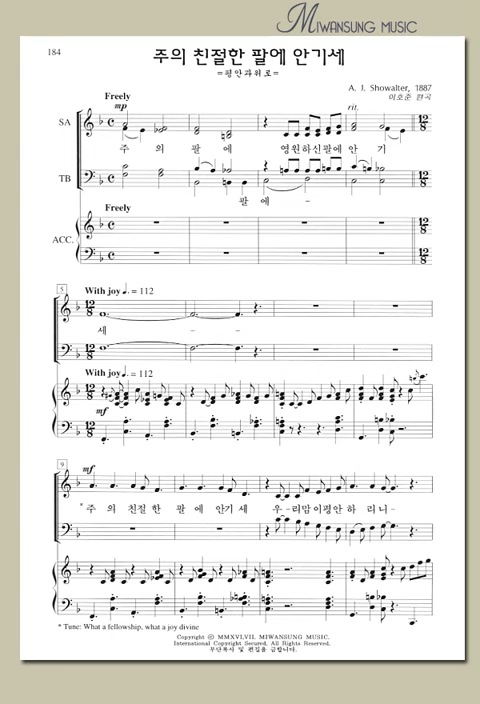 MIWANSUNG MUSIC
184
주의 친절한 팔에 안기세
=평안과위로=
A. J. Showalter, 1887
이호준 편곡
Freely
mp
rit.
SA
주 의 팔 에 영원하신팔에안 기
TB
팔 에 -
Freely
ACC.
5
With joy ♩. = 112
세 - -
With joy ♩. = 112
mf
9
mf
*주 의 친절한 팔 에 안기세 우-리맘이평안 하 리니-
* Tune: What a fellowship, what a joy divine
Copyright ⓒ MMXVLVII. MIWANSUNG MUSIC.
International Copyright Secured. All Rights Reserved.
무단복사 및 편집을 금합니다.